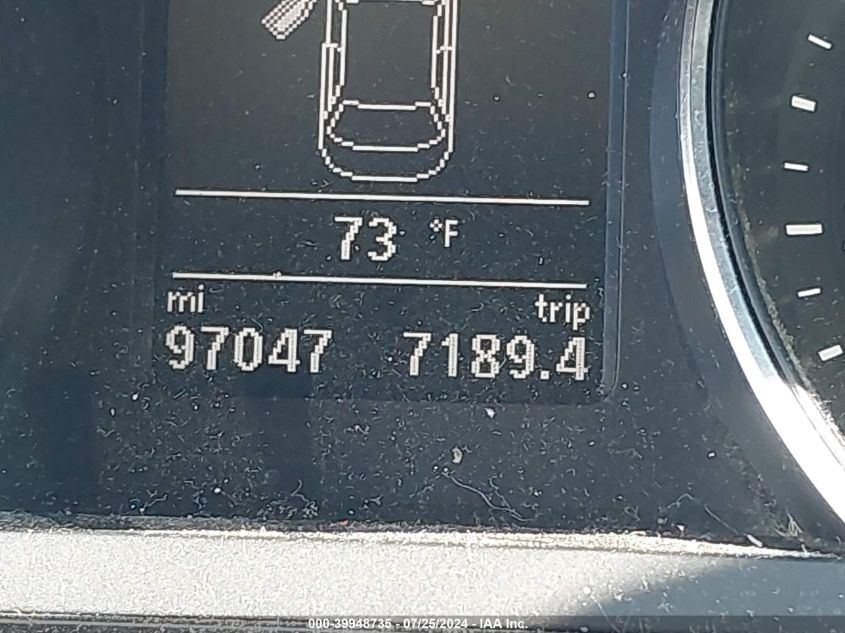 73 °F
mi trip
97047 7189.4
000-39948735 - 07/25/2024 - IAA Inc.